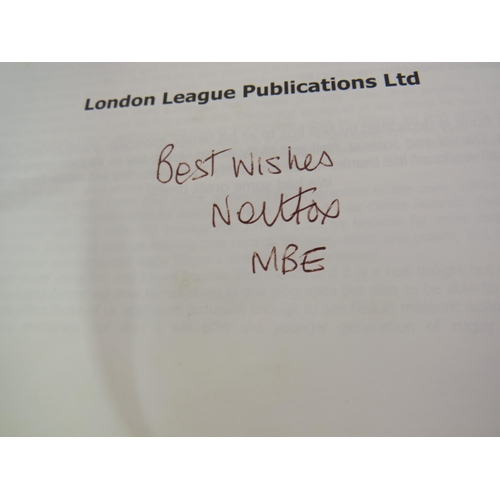 London League Publications Ltd
Best Wishes
Neil Fox
MBE